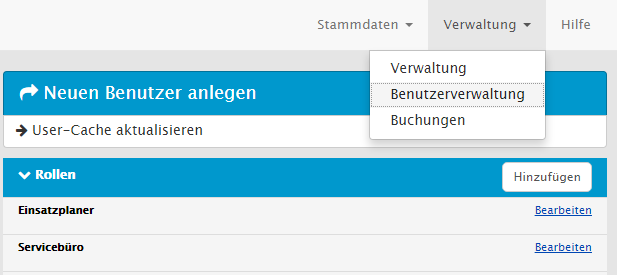 Stammdaten Verwaltung Hilfe
Verwaltung
Neuen Benutzer anlegen
Benutzerverwaltung
Buchungen
User-Cache aktualisieren
Rollen Hinzufügen
Einsatzplaner Bearbeiten
Servicebüro Bearbeiten